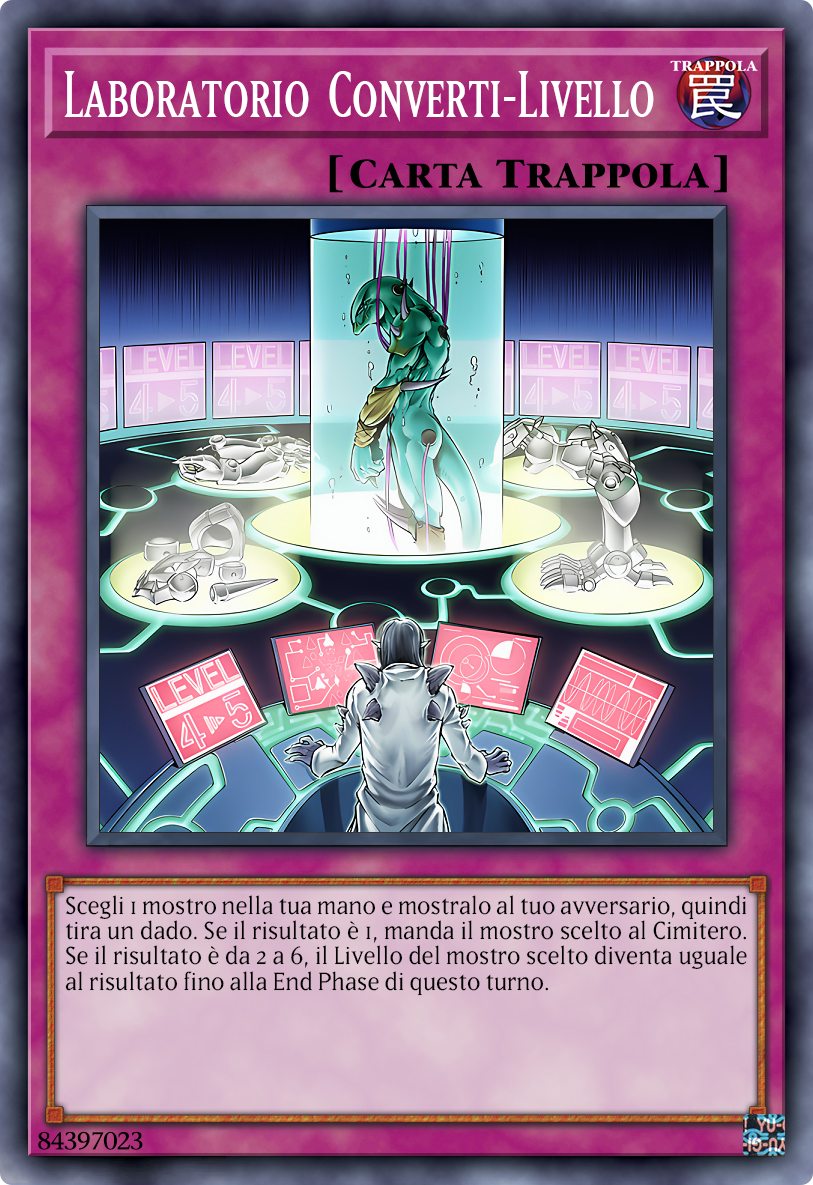 Laboratorio Converti-Livello
TRAPPOLA
罠
[Carta Trappola]
LEVEL LEVEL LEVEL LEVEL
4 ▶ 5 4 ▶ 5 4 ▶ 5 4 ▶ 5
LEVEL
4 ▶ 5
Scegli 1 mostro nella tua mano e mostralo al tuo avversario, quindi
tira un dado. Se il risultato è 1, manda il mostro scelto al Cimitero.
Se il risultato è da 2 a 6, il Livello del mostro scelto diventa uguale
al risultato fino alla End Phase di questo turno.
84397023